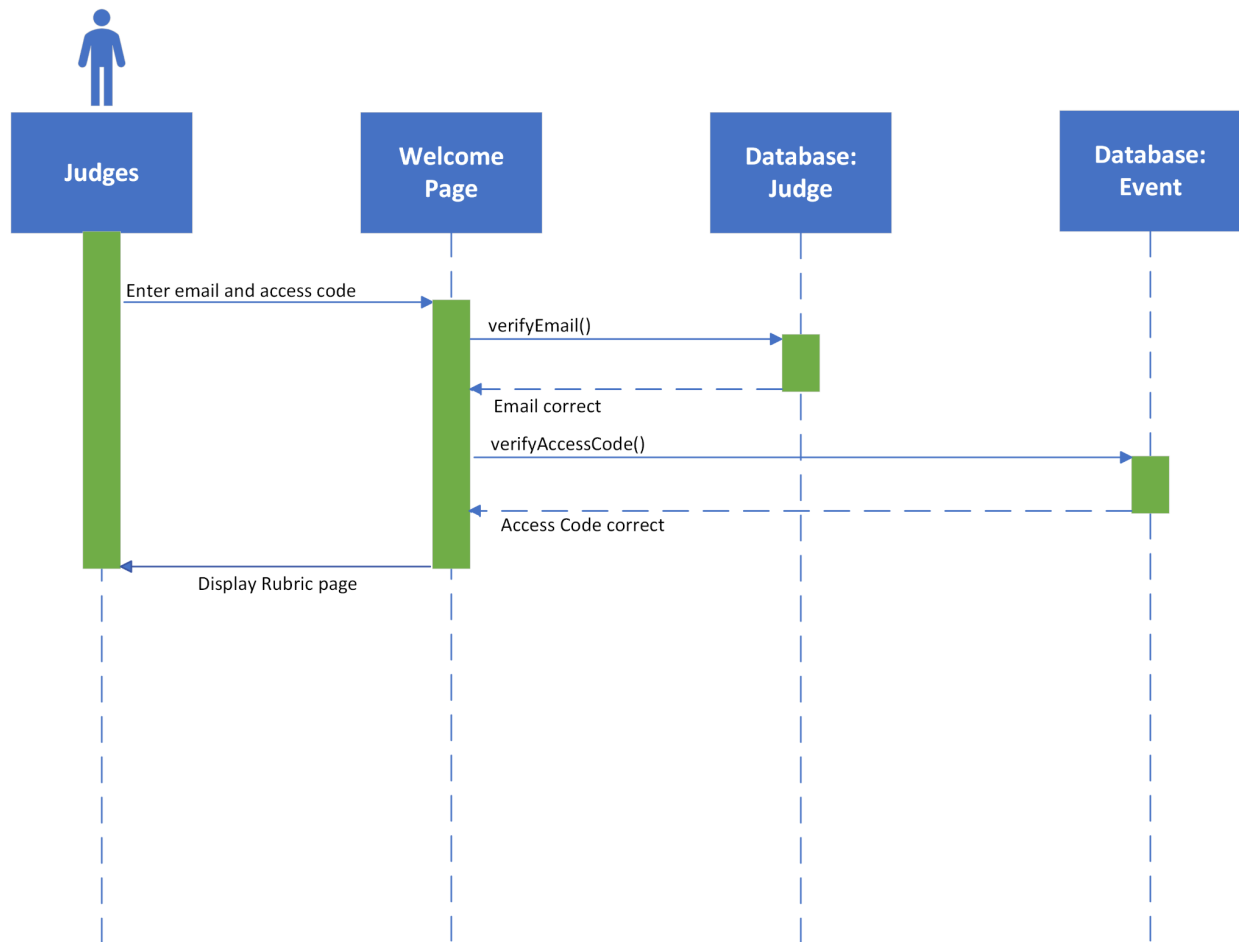 Judges
Welcome
Page
Database:
Judge
Database:
Event
Enter email and access code
verifyEmail()
Email correct
verifyAccessCode()
Access Code correct
Display Rubric page